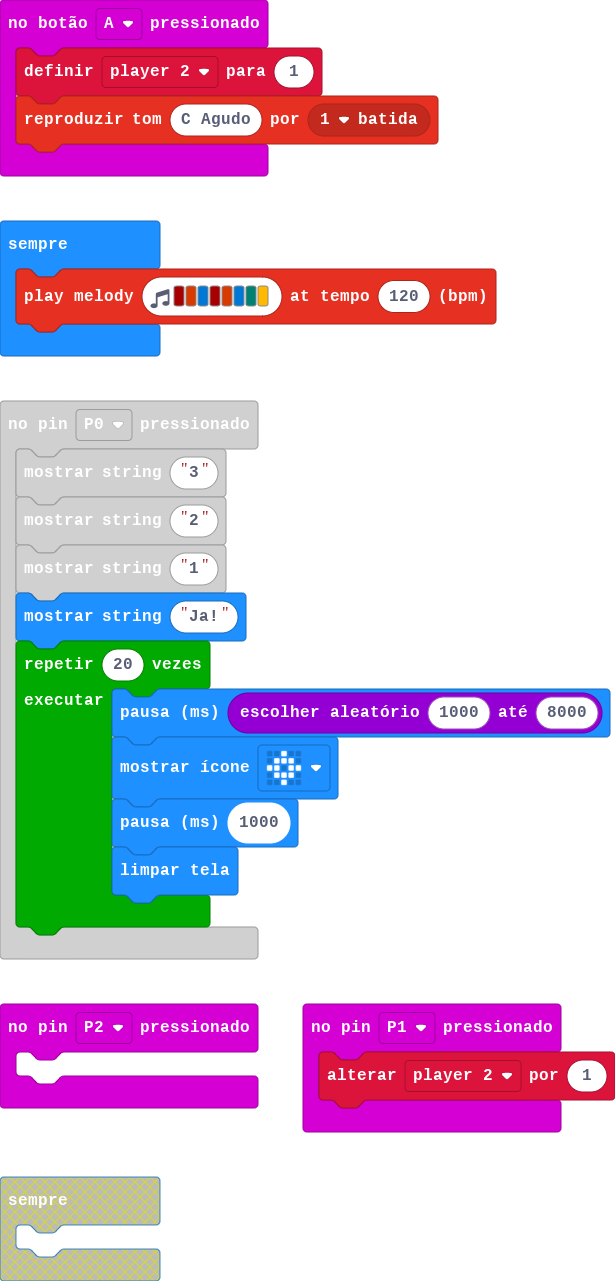 no botão A pressionado
definir player 2 para 1
reproduzir tom C Agudo por 1 batida
sempre
play melody at tempo 120 (bpm)
no pin P0 pressionado
mostrar string "3"
mostrar string "2"
mostrar string "1"
mostrar string "Ja!"
repetir 20 vezes
executar
pausa (ms) escolher aleatório 1000 até 8000
mostrar ícone
pausa (ms) 1000
limpar tela
no pin P2 pressionado
no pin P1 pressionado
alterar player 2 por 1
sempre